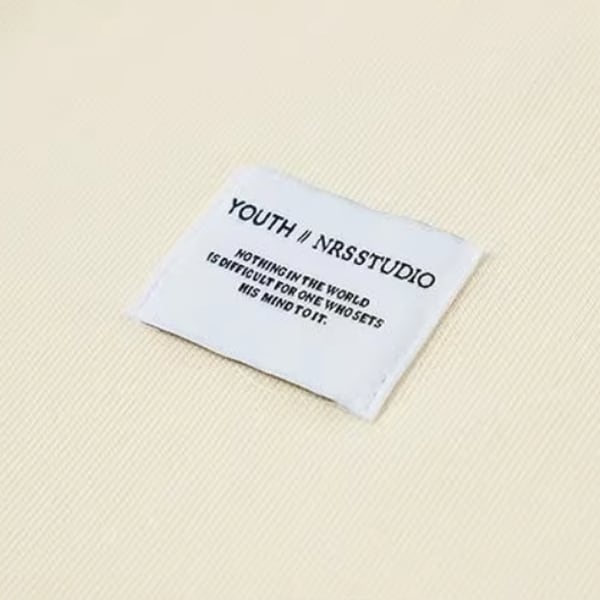 YOUTH // NRSSTUDIO
NOTHING IN THE WORLD
IS DIFFICULT FOR ONE WHO SETS
HIS MIND TO IT.